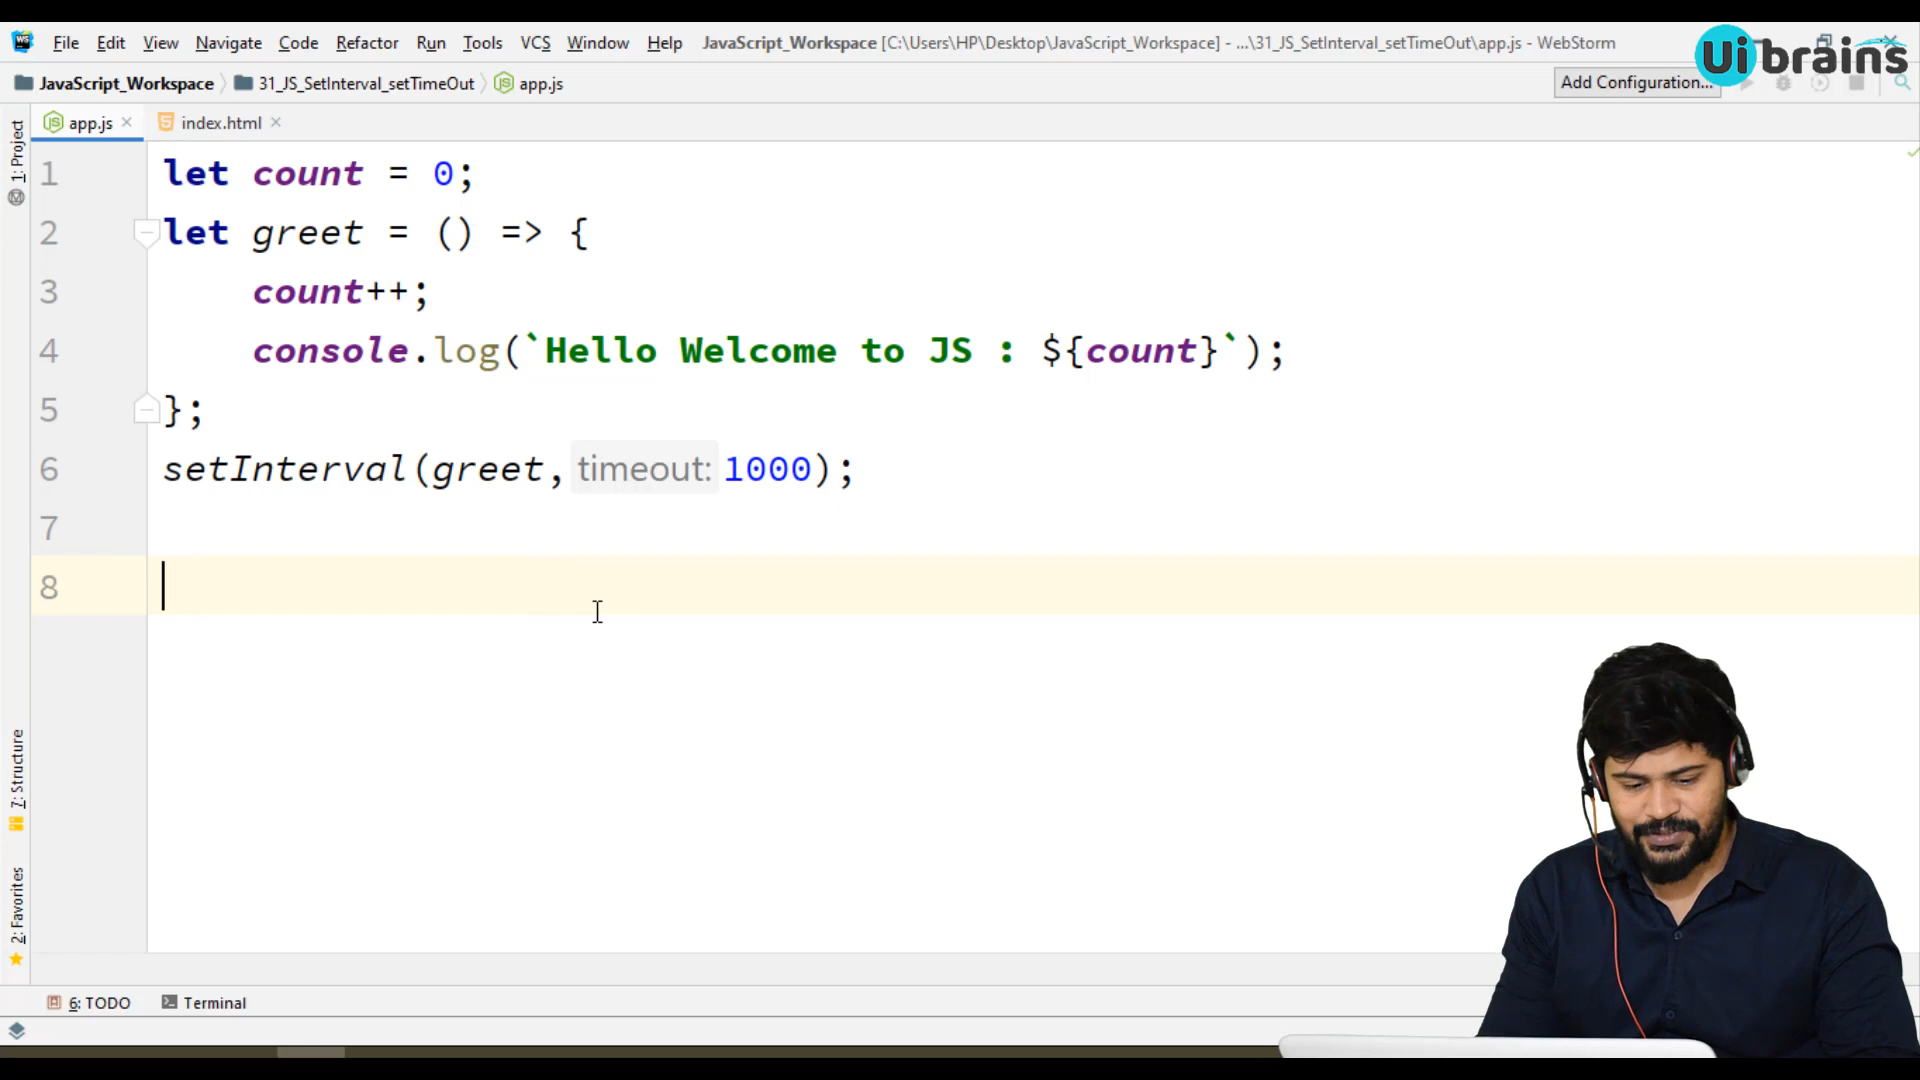 File Edit View Navigate Code Refactor Run Tools VCS Window Help JavaScript_Workspace [C:\Users\HP\Desktop\JavaScript_Workspace] - ...\31_JS_SetInterval_setTimeOut\app.js - WebStorm
Ui brains
JavaScript_Workspace 31_JS_SetInterval_setTimeOut app.js Add Configuration...
app.js index.html
1 let count = 0;
2 let greet = () => {
3 count++;
4 console.log(`Hello Welcome to JS : ${count}`);
5 };
6 setInterval(greet, timeout: 1000);
7
8
1: Project
7: Structure
2: Favorites
6: TODO Terminal